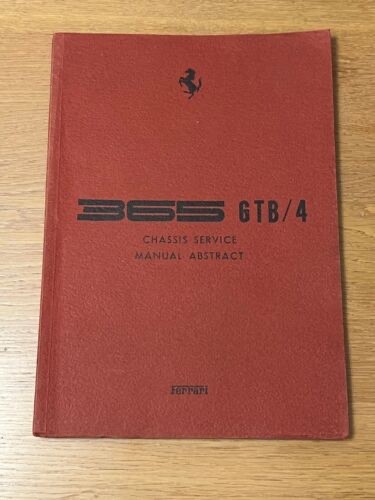 365 GTB/4
CHASSIS SERVICE
MANUAL ABSTRACT
Ferrari